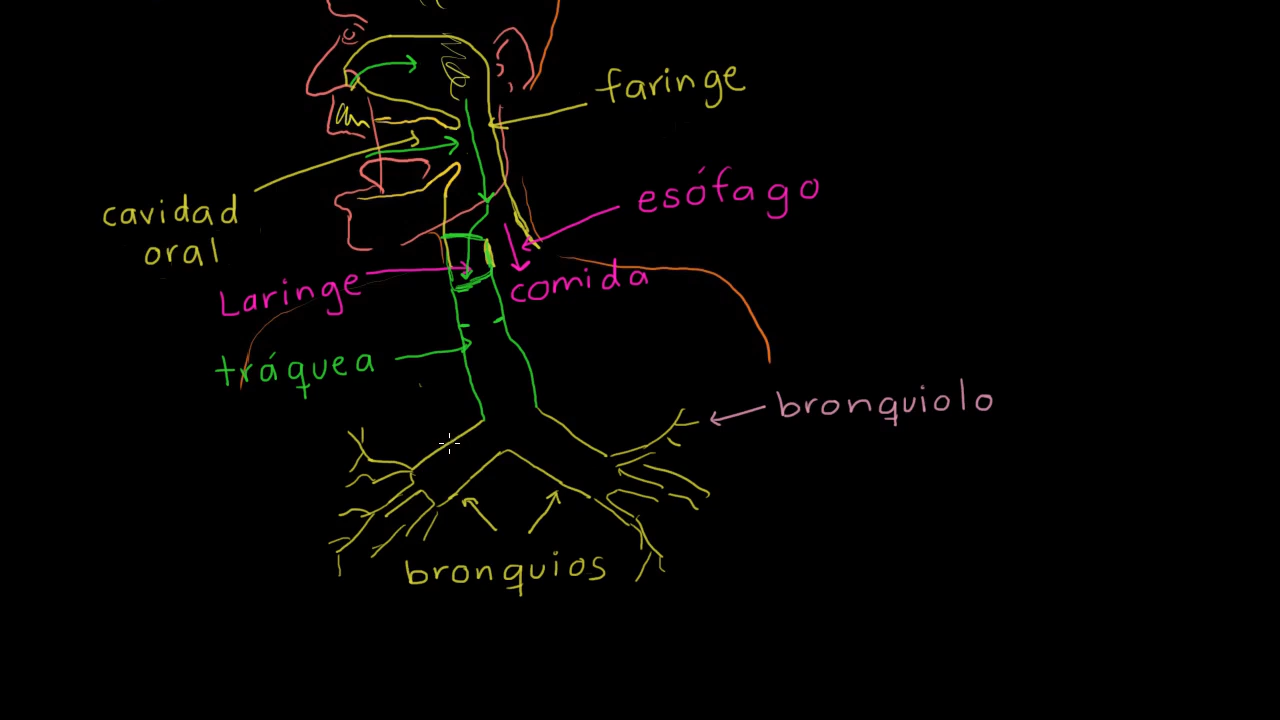 faringe
cavidad
oral
esófago
Laringe
comida
tráquea
bronquiolo
bronquios